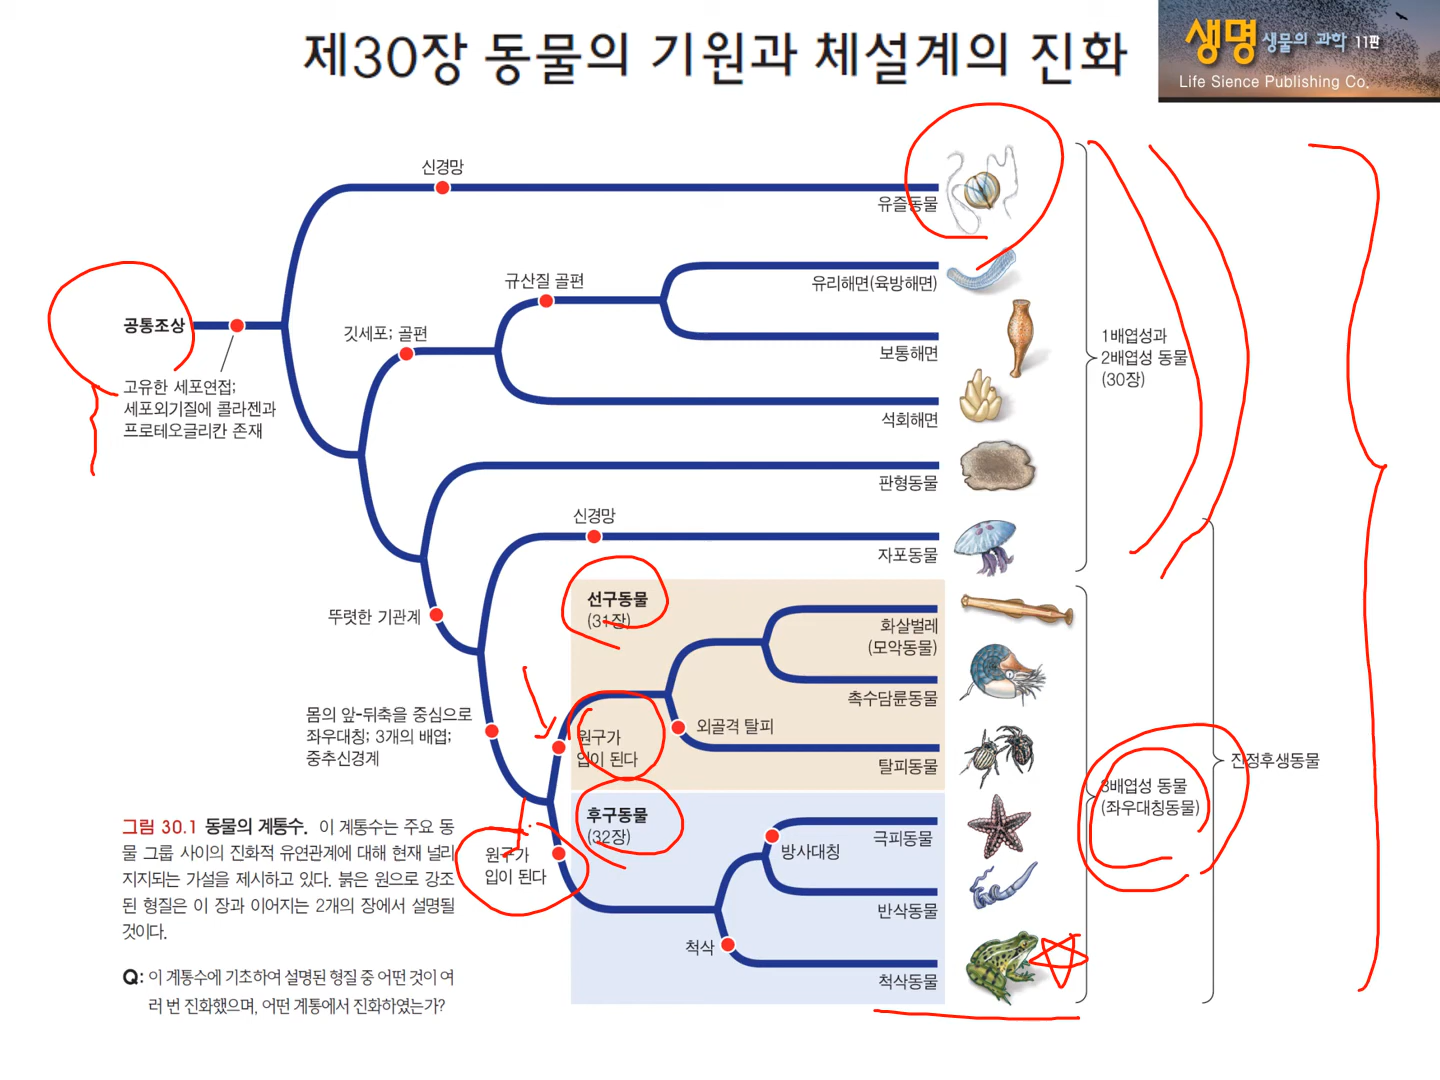 제30장 동물의 기원과 체설계의 진화
생명 생물의 과학 11판
Life Sience Publishing Co.
신경망
유즐동물
규산질 골편
유리해면(육방해면)
공통조상
깃세포; 골편
보통해면
1배엽성과
2배엽성 동물
(30장)
고유한 세포연접;
세포외기질에 콜라젠과
프로테오글리칸 존재
석회해면
판형동물
신경망
자포동물
뚜렷한 기관계
선구동물
(31장)
화살벌레
(모악동물)
촉수담륜동물
몸의 앞-뒤축을 중심으로
좌우대칭; 3개의 배엽;
중추신경계
원구가
입이 된다
외골격 탈피
탈피동물
진정후생동물
3배엽성 동물
(좌우대칭동물)
후구동물
(32장)
원구가
입이 된다
방사대칭
극피동물
반삭동물
척삭
척삭동물
그림 30.1 동물의 계통수. 이 계통수는 주요 동
물 그룹 사이의 진화적 유연관계에 대해 현재 널리
지지되는 가설을 제시하고 있다. 붉은 원으로 강조
된 형질은 이 장과 이어지는 2개의 장에서 설명될
것이다.
Q: 이 계통수에 기초하여 설명된 형질 중 어떤 것이 여
러 번 진화했으며, 어떤 계통에서 진화하였는가?